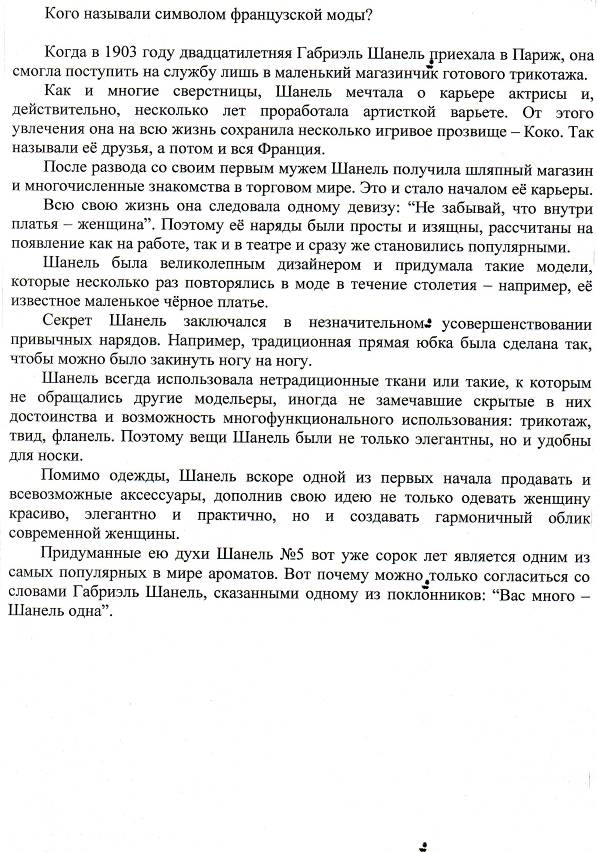 Кого называли символом французской моды?
Когда в 1903 году двадцатилетняя Габриэль Шанель приехала в Париж, она
смогла поступить на службу лишь в маленький магазинчик готового трикотажа.
Как и многие сверстницы, Шанель мечтала о карьере актрисы и,
действительно, несколько лет проработала артисткой варьете. От этого
увлечения она на всю жизнь сохранила несколько игривое прозвище – Коко. Так
называли её друзья, а потом и вся Франция.
После развода со своим первым мужем Шанель получила шляпный магазин
и многочисленные знакомства в торговом мире. Это и стало началом её карьеры.
Всю свою жизнь она следовала одному девизу: “Не забывай, что внутри
платья – женщина”. Поэтому её наряды были просты и изящны, рассчитаны на
появление как на работе, так и в театре и сразу же становились популярными.
Шанель была великолепным дизайнером и придумала такие модели,
которые несколько раз повторялись в моде в течение столетия – например, её
известное маленькое чёрное платье.
Секрет Шанель заключался в незначительном усовершенствовании
привычных нарядов. Например, традиционная прямая юбка была сделана так,
чтобы можно было закинуть ногу на ногу.
Шанель всегда использовала нетрадиционные ткани или такие, к которым
не обращались другие модельеры, иногда не замечавшие скрытые в них
достоинства и возможность многофункционального использования: трикотаж,
твид, фланель. Поэтому вещи Шанель были не только элегантны, но и удобны
для носки.
Помимо одежды, Шанель вскоре одной из первых начала продавать и
всевозможные аксессуары, дополнив свою идею не только одевать женщину
красиво, элегантно и практично, но и создавать гармоничный облик
современной женщины.
Придуманные ею духи Шанель №5 вот уже сорок лет является одним из
самых популярных в мире ароматов. Вот почему можно только согласиться со
словами Габриэль Шанель, сказанными одному из поклонников: “Вас много –
Шанель одна”.